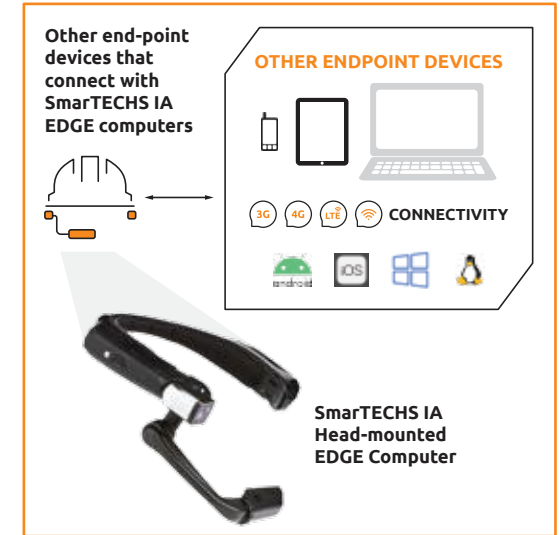 Other end-point
devices that
connect with
SmarTECHS IA
EDGE computers
OTHER ENDPOINT DEVICES
3G 4G LTE CONNECTIVITY
android iOS
SmarTECHS IA
Head-mounted
EDGE Computer